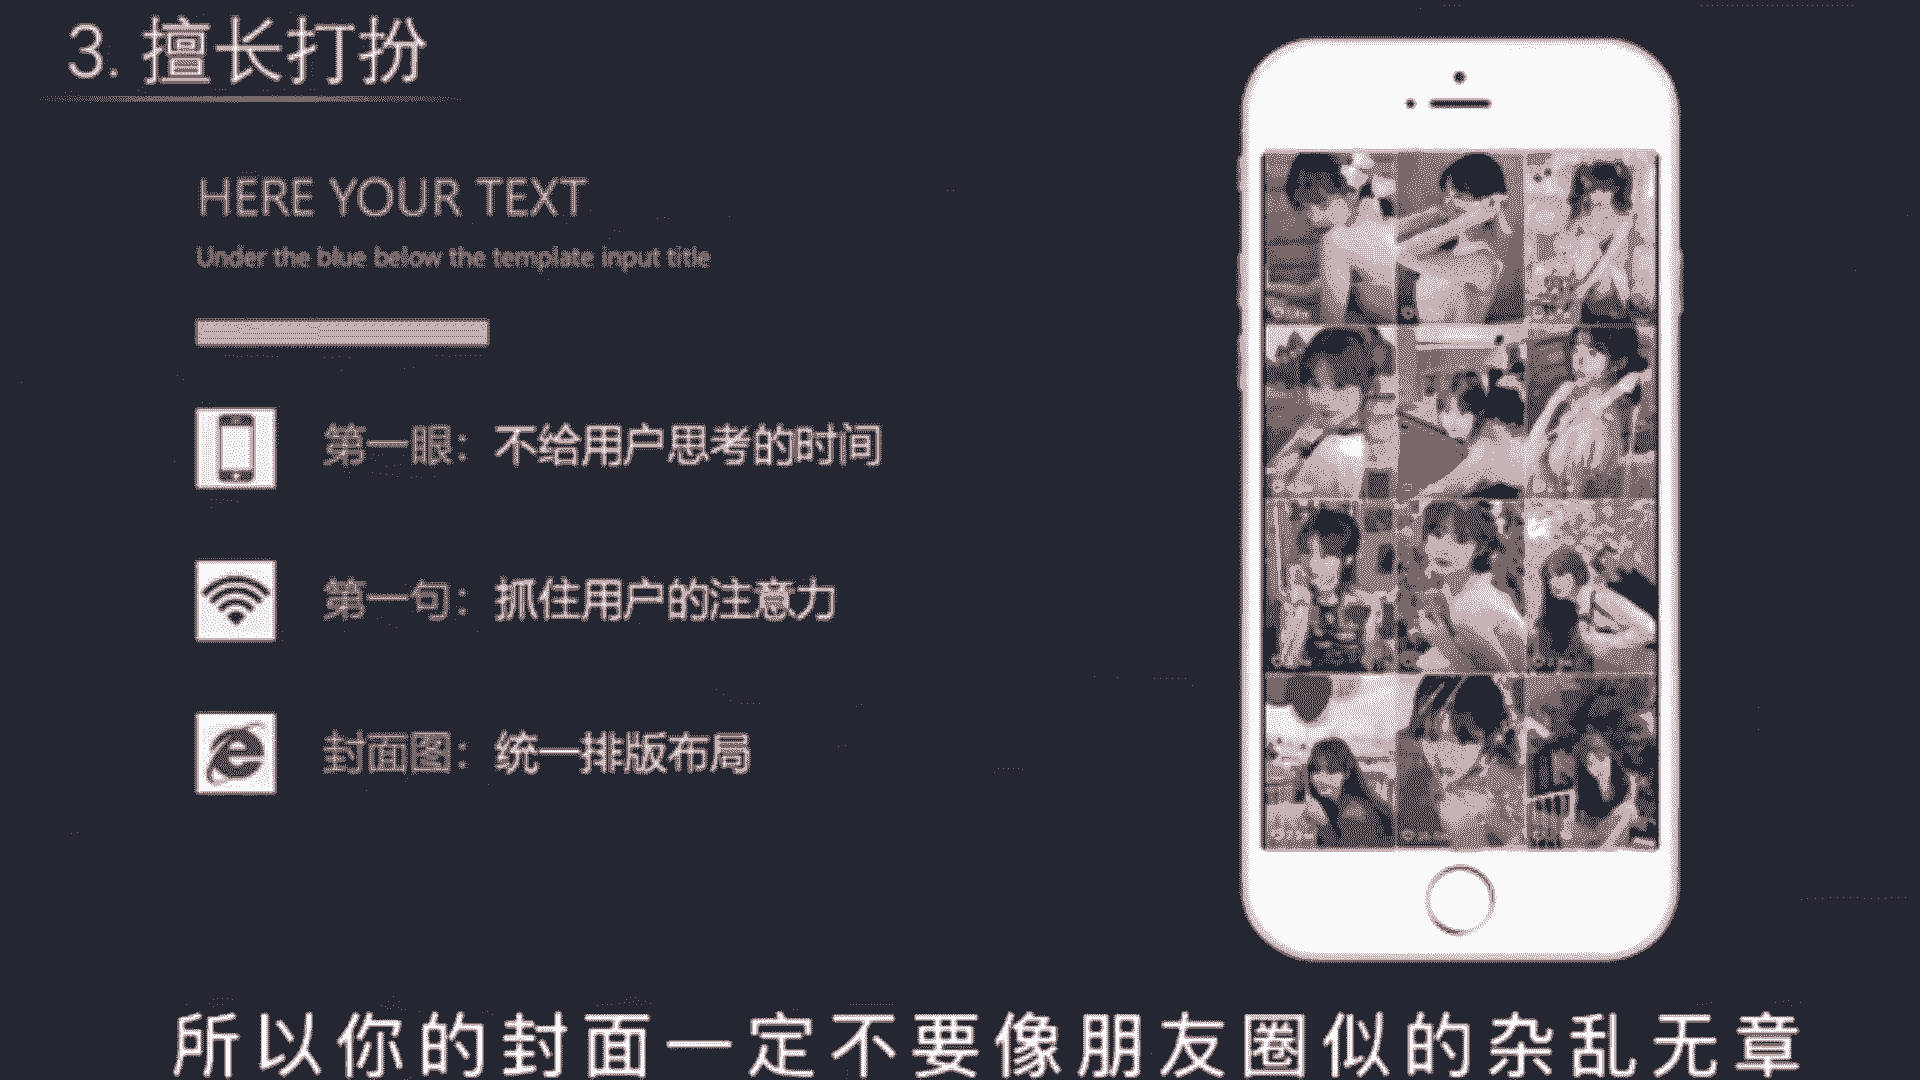 3. 擅长打扮
HERE YOUR TEXT
Under the blue below the template input title
第一眼：不给用户思考的时间
第一句：抓住用户的注意力
封面图：统一排版布局
所以你的封面一定不要像朋友圈似的杂乱无章